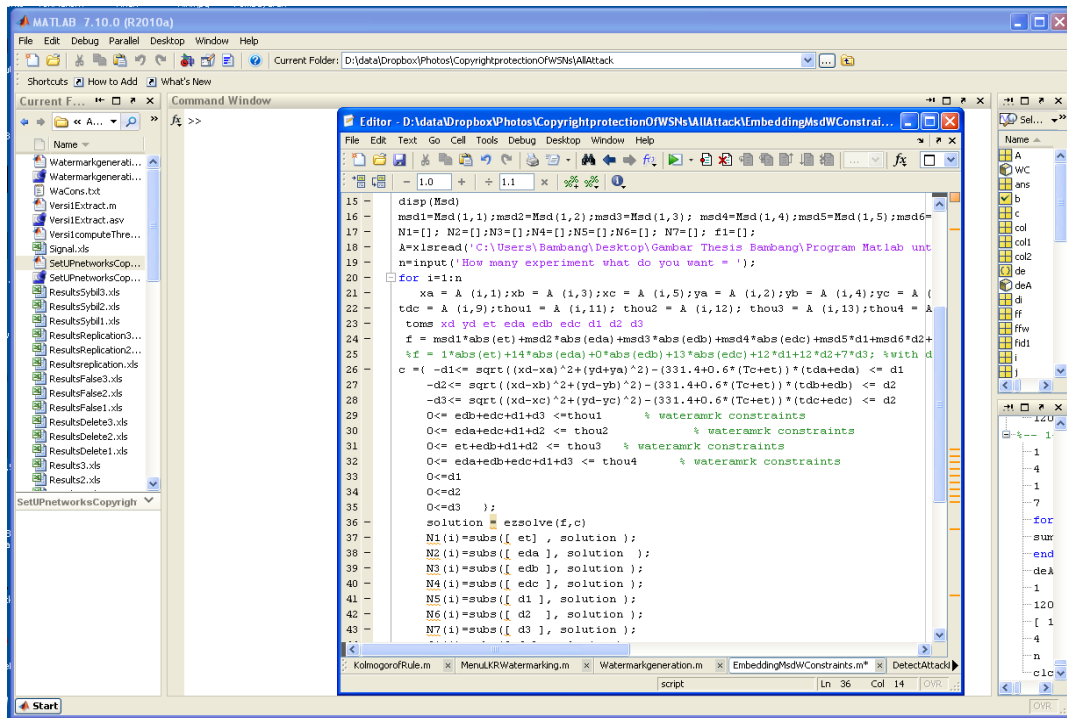 MATLAB 7.10.0 (R2010a)
File Edit Debug Parallel Desktop Window Help
Current Folder: D:\data\Dropbox\Photos\CopyrightprotectionOfWSNs\AllAttack
Shortcuts How to Add What's New
Current F...
« A...
Name
Watermarkgenerati...
Watermarkgenerati...
WaCons.txt
Versi1Extract.m
Versi1Extract.asv
Versi1computeThre...
Signal.xls
SetUPnetworksCop...
SetUPnetworksCop...
ResultsSybil3.xls
ResultsSybil2.xls
ResultsSybil1.xls
ResultsReplication3...
ResultsReplication2...
Resultsreplication.xls
ResultsFalse3.xls
ResultsFalse2.xls
ResultsFalse1.xls
ResultsDelete3.xls
ResultsDelete2.xls
ResultsDelete1.xls
Results3.xls
Results2.xls
SetUPnetworksCopyrigh
Start
Command Window
fx >>
Editor - D:\data\Dropbox\Photos\CopyrightprotectionOfWSNs\AllAttack\EmbeddingMsdWConstrai...
File Edit Text Go Cell Tools Debug Desktop Window Help
fx
- 1.0 + ÷ 1.1 ×
15 - disp(Msd)
16 - msd1=Msd(1,1);msd2=Msd(1,2);msd3=Msd(1,3); msd4=Msd(1,4);msd5=Msd(1,5);msd6=
17 - N1=[]; N2=[];N3=[];N4=[];N5=[];N6=[]; N7=[]; f1=[];
18 - A=xlsread('C:\Users\Bambang\Desktop\Gambar Thesis Bambang\Program Matlab unt
19 - n=input('How many experiment what do you want = ');
20 - for i=1:n
21 - xa = A (i,1);xb = A (i,3);xc = A (i,5);ya = A (i,2);yb = A (i,4);yc = A (
22 - tdc = A (i,9);thou1 = A (i,11); thou2 = A (i,12); thou3 = A (i,13);thou4 = A
23 - toms xd yd et eda edb edc d1 d2 d3
24 - f = msd1*abs(et)+msd2*abs(eda)+msd3*abs(edb)+msd4*abs(edc)+msd5*d1+msd6*d2+
25 %f = 1*abs(et)+14*abs(eda)+0*abs(edb)+13*abs(edc)+12*d1+12*d2+7*d3; %with d
26 - c =( -d1<= sqrt((xd-xa)^2+(yd+ya)^2)-(331.4+0.6*(Tc+et))*(tda+eda) <= d1
27 -d2<= sqrt((xd-xb)^2+(yd-yb)^2)-(331.4+0.6*(Tc+et))*(tdb+edb) <= d2
28 -d3<= sqrt((xd-xc)^2+(yd-yc)^2)-(331.4+0.6*(Tc+et))*(tdc+edc) <= d2
29 0<= edb+edc+d1+d3 <=thou1 % wateramrk constraints
30 0<= eda+edc+d1+d2 <= thou2 % wateramrk constraints
31 0<= et+edb+d1+d2 <= thou3 % wateramrk constraints
32 0<= eda+edb+edc+d1+d3 <= thou4 % wateramrk constraints
33 0<=d1
34 0<=d2
35 0<=d3 );
36 - solution = ezsolve(f,c)
37 - N1(i)=subs([ et] , solution );
38 - N2(i)=subs([ eda ], solution );
39 - N3(i)=subs([ edb ], solution );
40 - N4(i)=subs([ edc ], solution );
41 - N5(i)=subs([ d1 ], solution );
42 - N6(i)=subs([ d2 ], solution );
43 - N7(i)=subs([ d3 ], solution );
KolmogorofRule.m MenuLKRWatermarking.m Watermarkgeneration.m EmbeddingMsdWConstraints.m* DetectAttackl
script Ln 36 Col 14 OVR
Sel...
Name
A
WC
ans
b
c
col
col1
col2
de
deA
di
ff
ffw
fid1
i
j
120
%-- 1
1
4
1
7
for
sum
end
deA
1
120
[ 1
4
n
clc
OVR